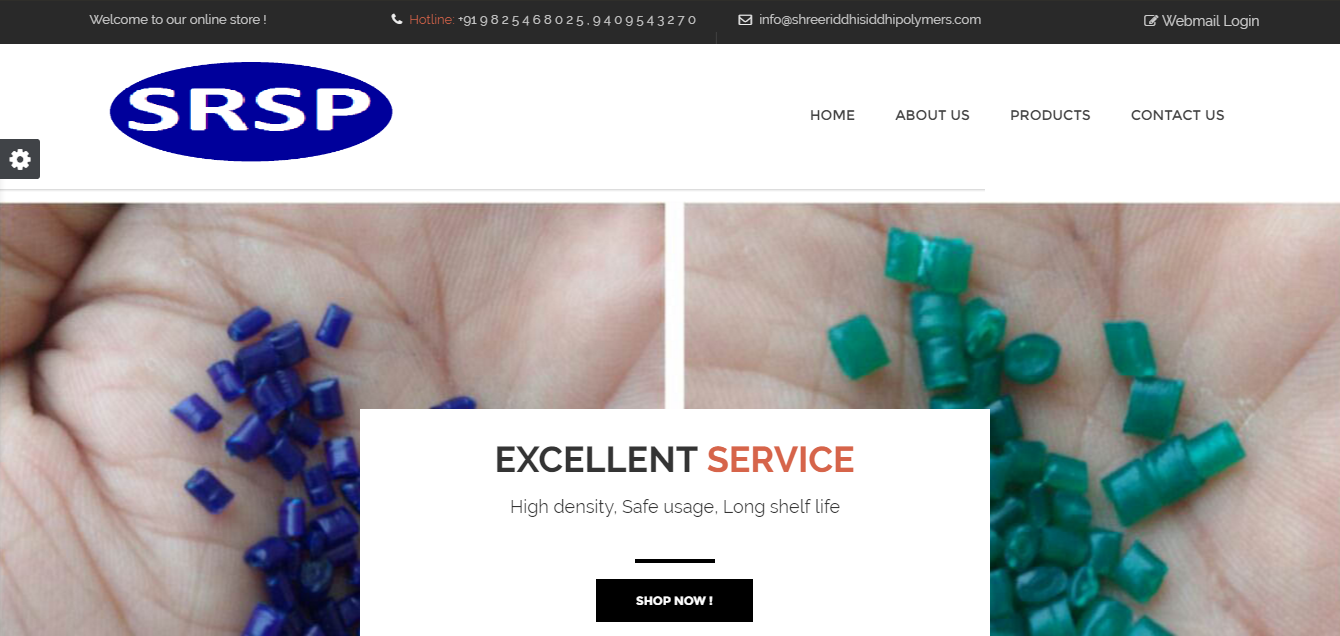 Welcome to our online store !
Hotline: +91 9 8 2 5 4 6 8 0 2 5 , 9 4 0 9 5 4 3 2 7 0
info@shreeriddhisiddhipolymers.com
Webmail Login
SRSP
HOME ABOUT US PRODUCTS CONTACT US
EXCELLENT SERVICE
High density, Safe usage, Long shelf life
SHOP NOW !